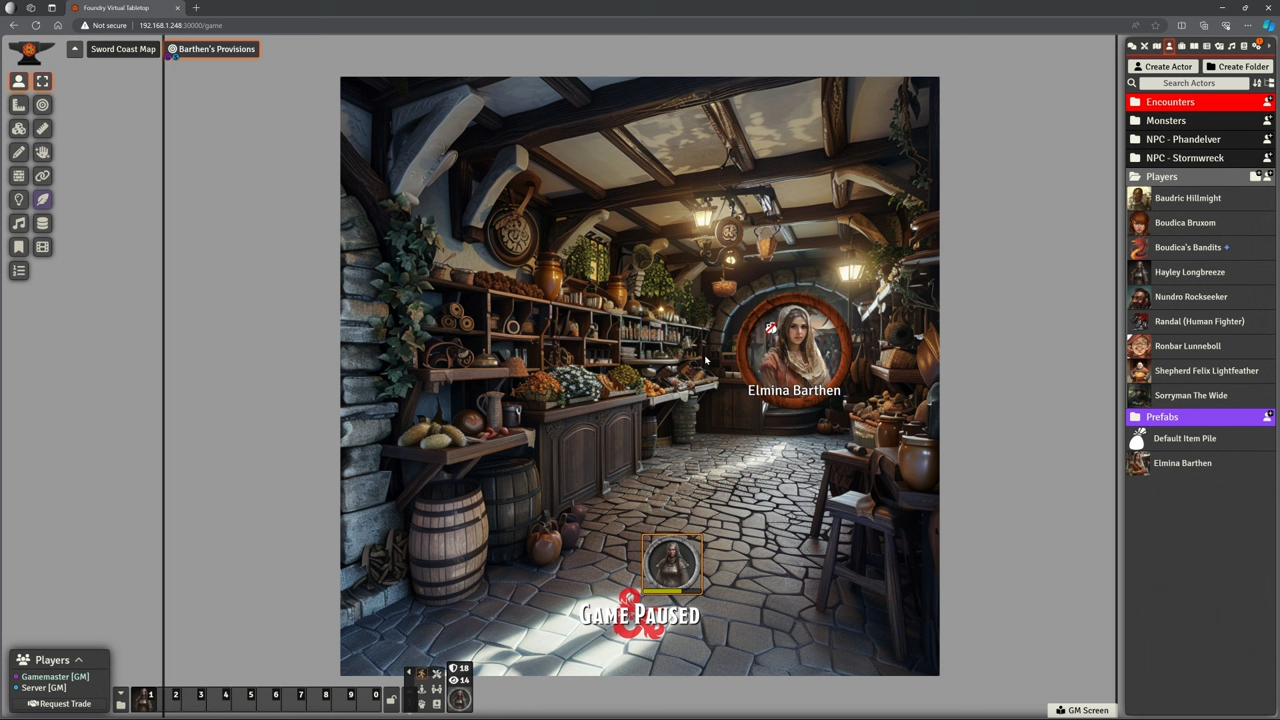 Foundry Virtual Tabletop
Not secure
192.168.1.248:30000/game
Sword Coast Map
Barthen's Provisions
Create Actor
Create Folder
Search Actors
Encounters
Monsters
NPC - Phandelver
NPC - Stormwreck
Players
Baudric Hillmight
Boudica Bruxom
Boudica's Bandits
Hayley Longbreeze
Nundro Rockseeker
Randal (Human Fighter)
Ronbar Lunneboll
Shepherd Felix Lightfeather
Sorryman The Wide
Prefabs
Default Item Pile
Elmina Barthen
Elmina Barthen
GAME PAUSED
Players
Gamemaster [GM]
Server [GM]
Request Trade
1 2 3 4 5 6 7 8 9 0
18
14
GM Screen